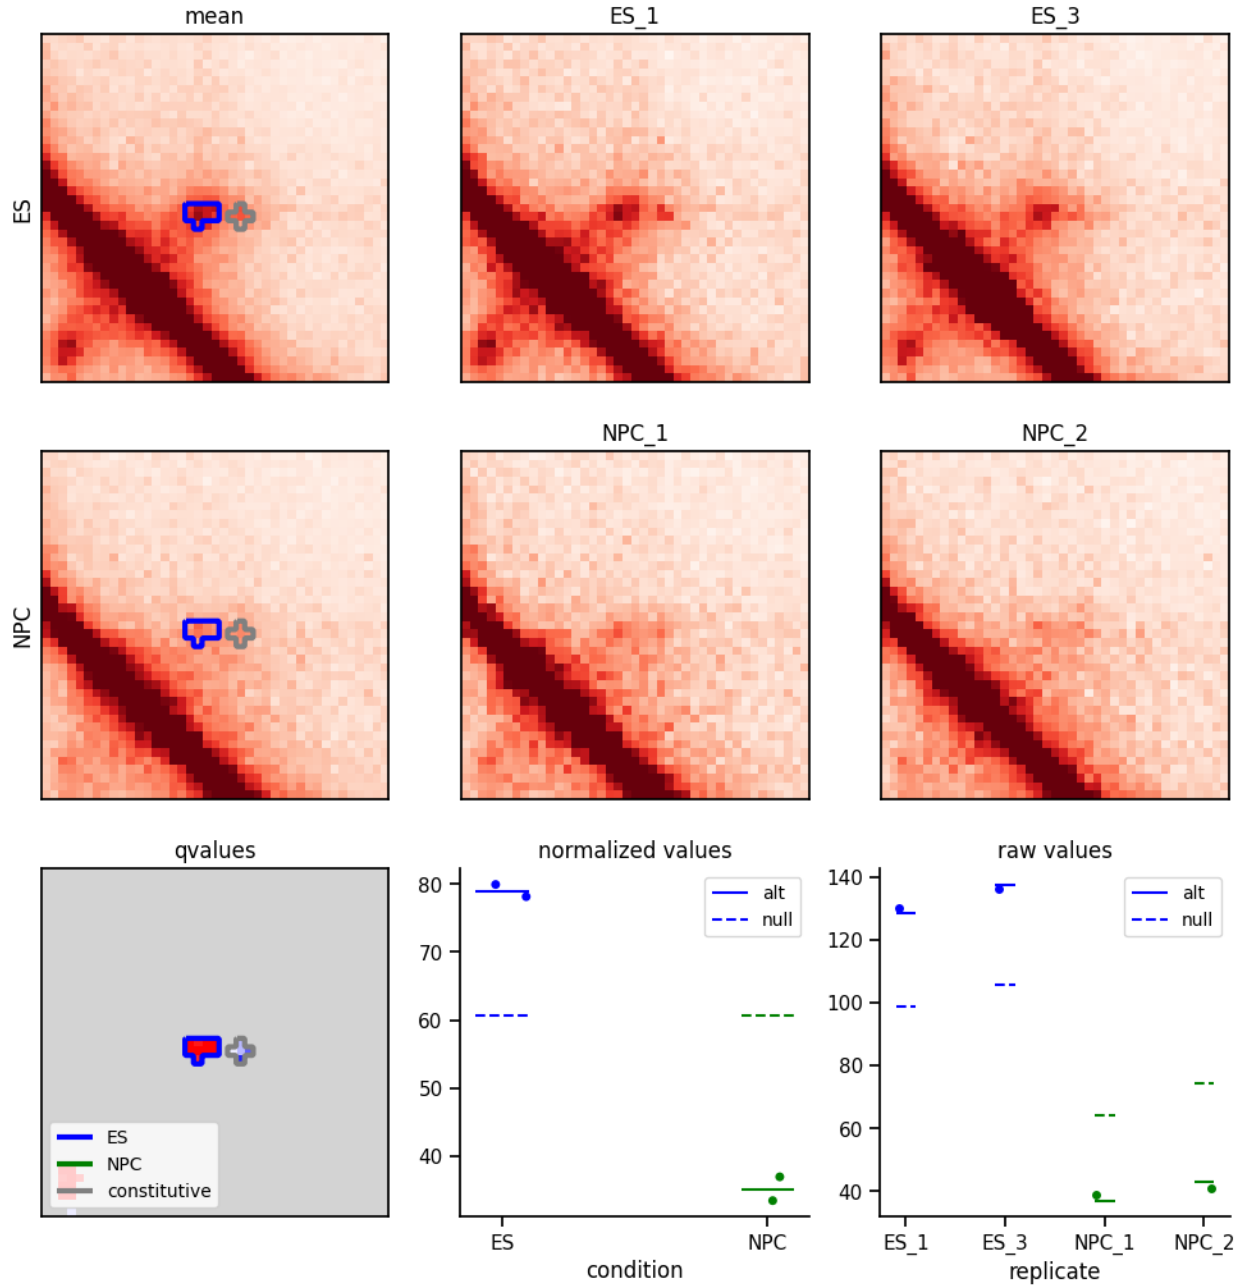 mean
ES_1
ES_3
ES
NPC_1
NPC_2
NPC
qvalues
ES
NPC
constitutive
normalized values
80
70
60
50
40
alt
null
ES
NPC
condition
raw values
140
120
100
80
60
40
alt
null
ES_1
ES_3
NPC_1
NPC_2
replicate